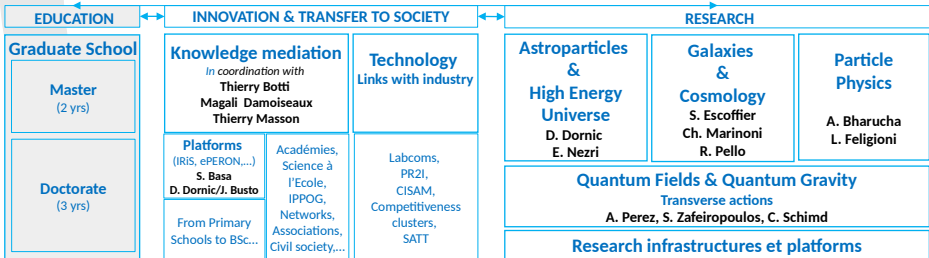 EDUCATION
INNOVATION & TRANSFER TO SOCIETY
RESEARCH
Graduate School
Master
(2 yrs)
Doctorate
(3 yrs)
Knowledge mediation
In coordination with
Thierry Botti
Magali Damoiseaux
Thierry Masson
Technology
Links with industry
Platforms
(IRiS, ePERON,...)
S. Basa
D. Dornic/J. Busto
From Primary
Schools to BSc...
Académies,
Science à
l'Ecole,
IPPOG,
Networks,
Associations,
Civil society,...
Labcoms,
PR2I,
CISAM,
Competitiveness
clusters,
SATT
Astroparticles
&
High Energy
Universe
D. Dornic
E. Nezri
Galaxies
&
Cosmology
S. Escoffier
Ch. Marinoni
R. Pello
Particle
Physics
A. Bharucha
L. Feligioni
Quantum Fields & Quantum Gravity
Transverse actions
A. Perez, S. Zafeiropoulos, C. Schimd
Research infrastructures et platforms